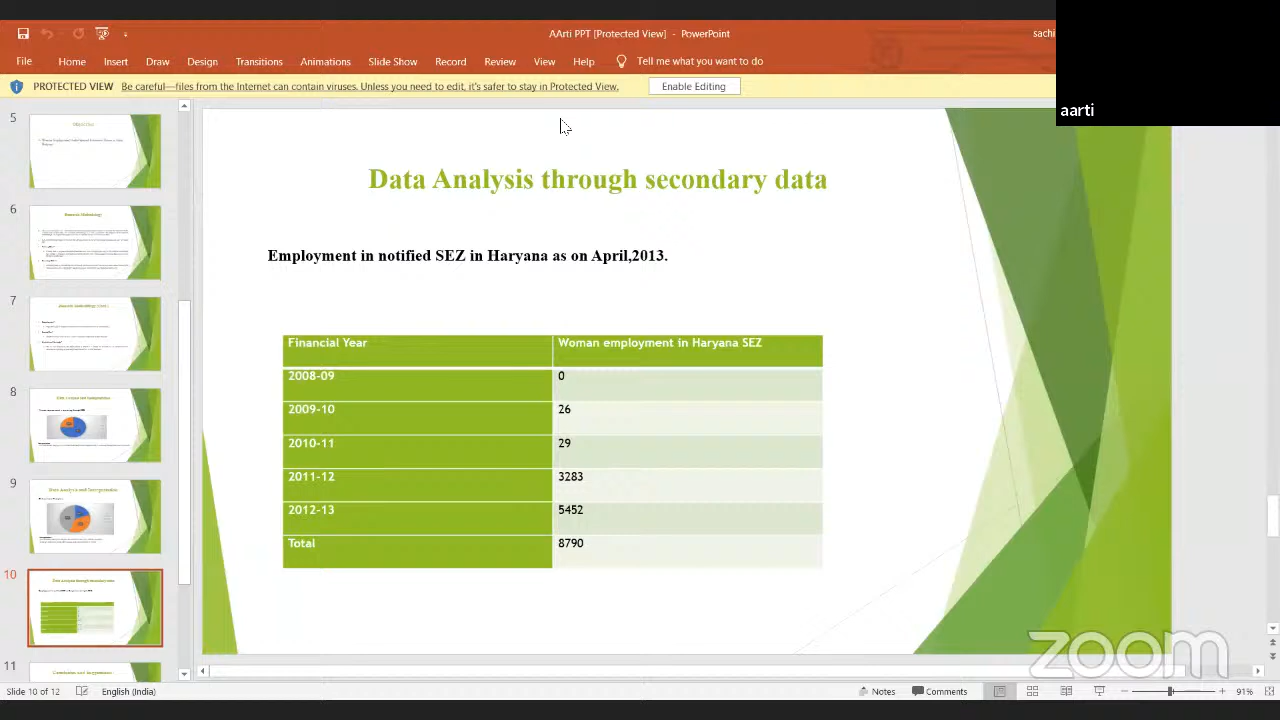 AArti PPT [Protected View] - PowerPoint
sachi
File Home Insert Draw Design Transitions Animations Slide Show Record Review View Help Tell me what you want to do
PROTECTED VIEW Be careful—files from the Internet can contain viruses. Unless you need to edit, it's safer to stay in Protected View. Enable Editing
aarti
5
6
7
8
9
10
11
Data Analysis through secondary data
Employment in notified SEZ in Haryana as on April,2013.
Financial Year Woman employment in Haryana SEZ
2008-09 0
2009-10 26
2010-11 29
2011-12 3283
2012-13 5452
Total 8790
zoom
Slide 10 of 12 English (India) Notes Comments 91%